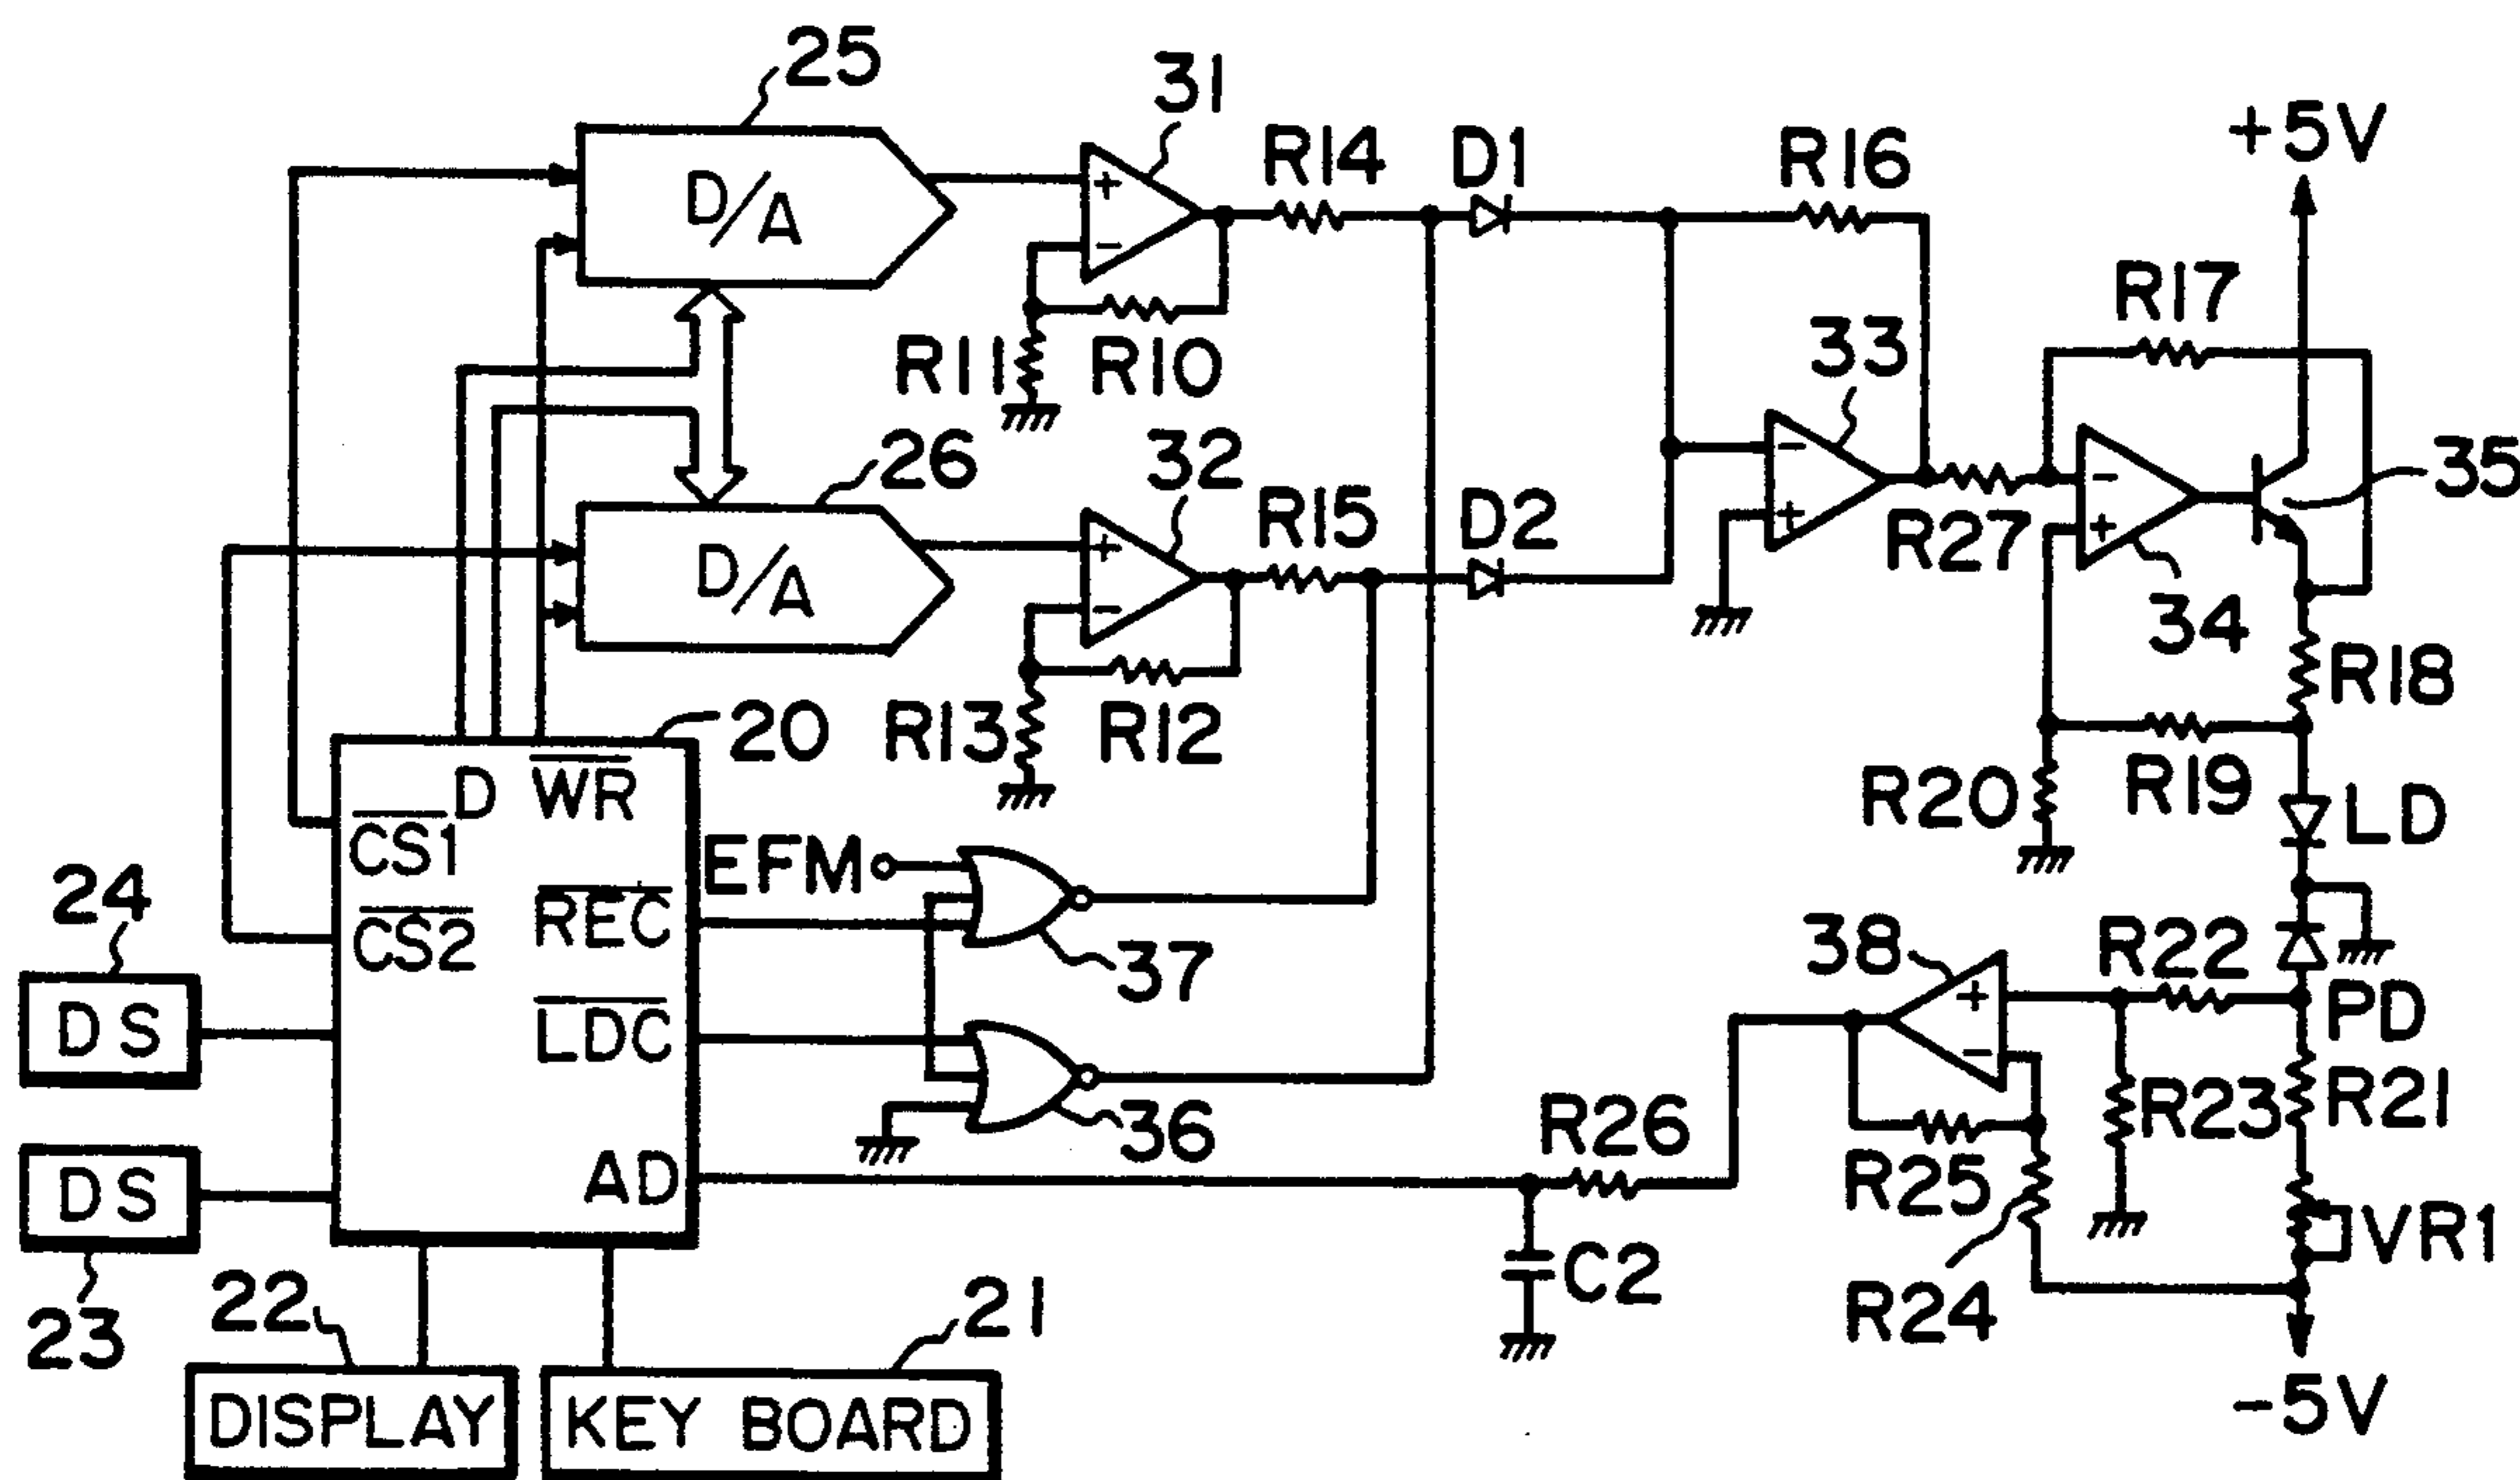 25
31
R14
D1
R16
+5V
D/A
+
−
R11
R10
R17
33
26
32
R15
D2
35
D/A
+
−
−
+
R27
−
+
34
R13
R12
R18
20
D
WR
CS1
R20
R19
LD
EFM
24
CS2
REC
37
38
R22
+
−
PD
DS
LDC
36
R26
R23
R21
DS
AD
R25
VR1
23
22
21
C2
R24
DISPLAY
KEY BOARD
-5V